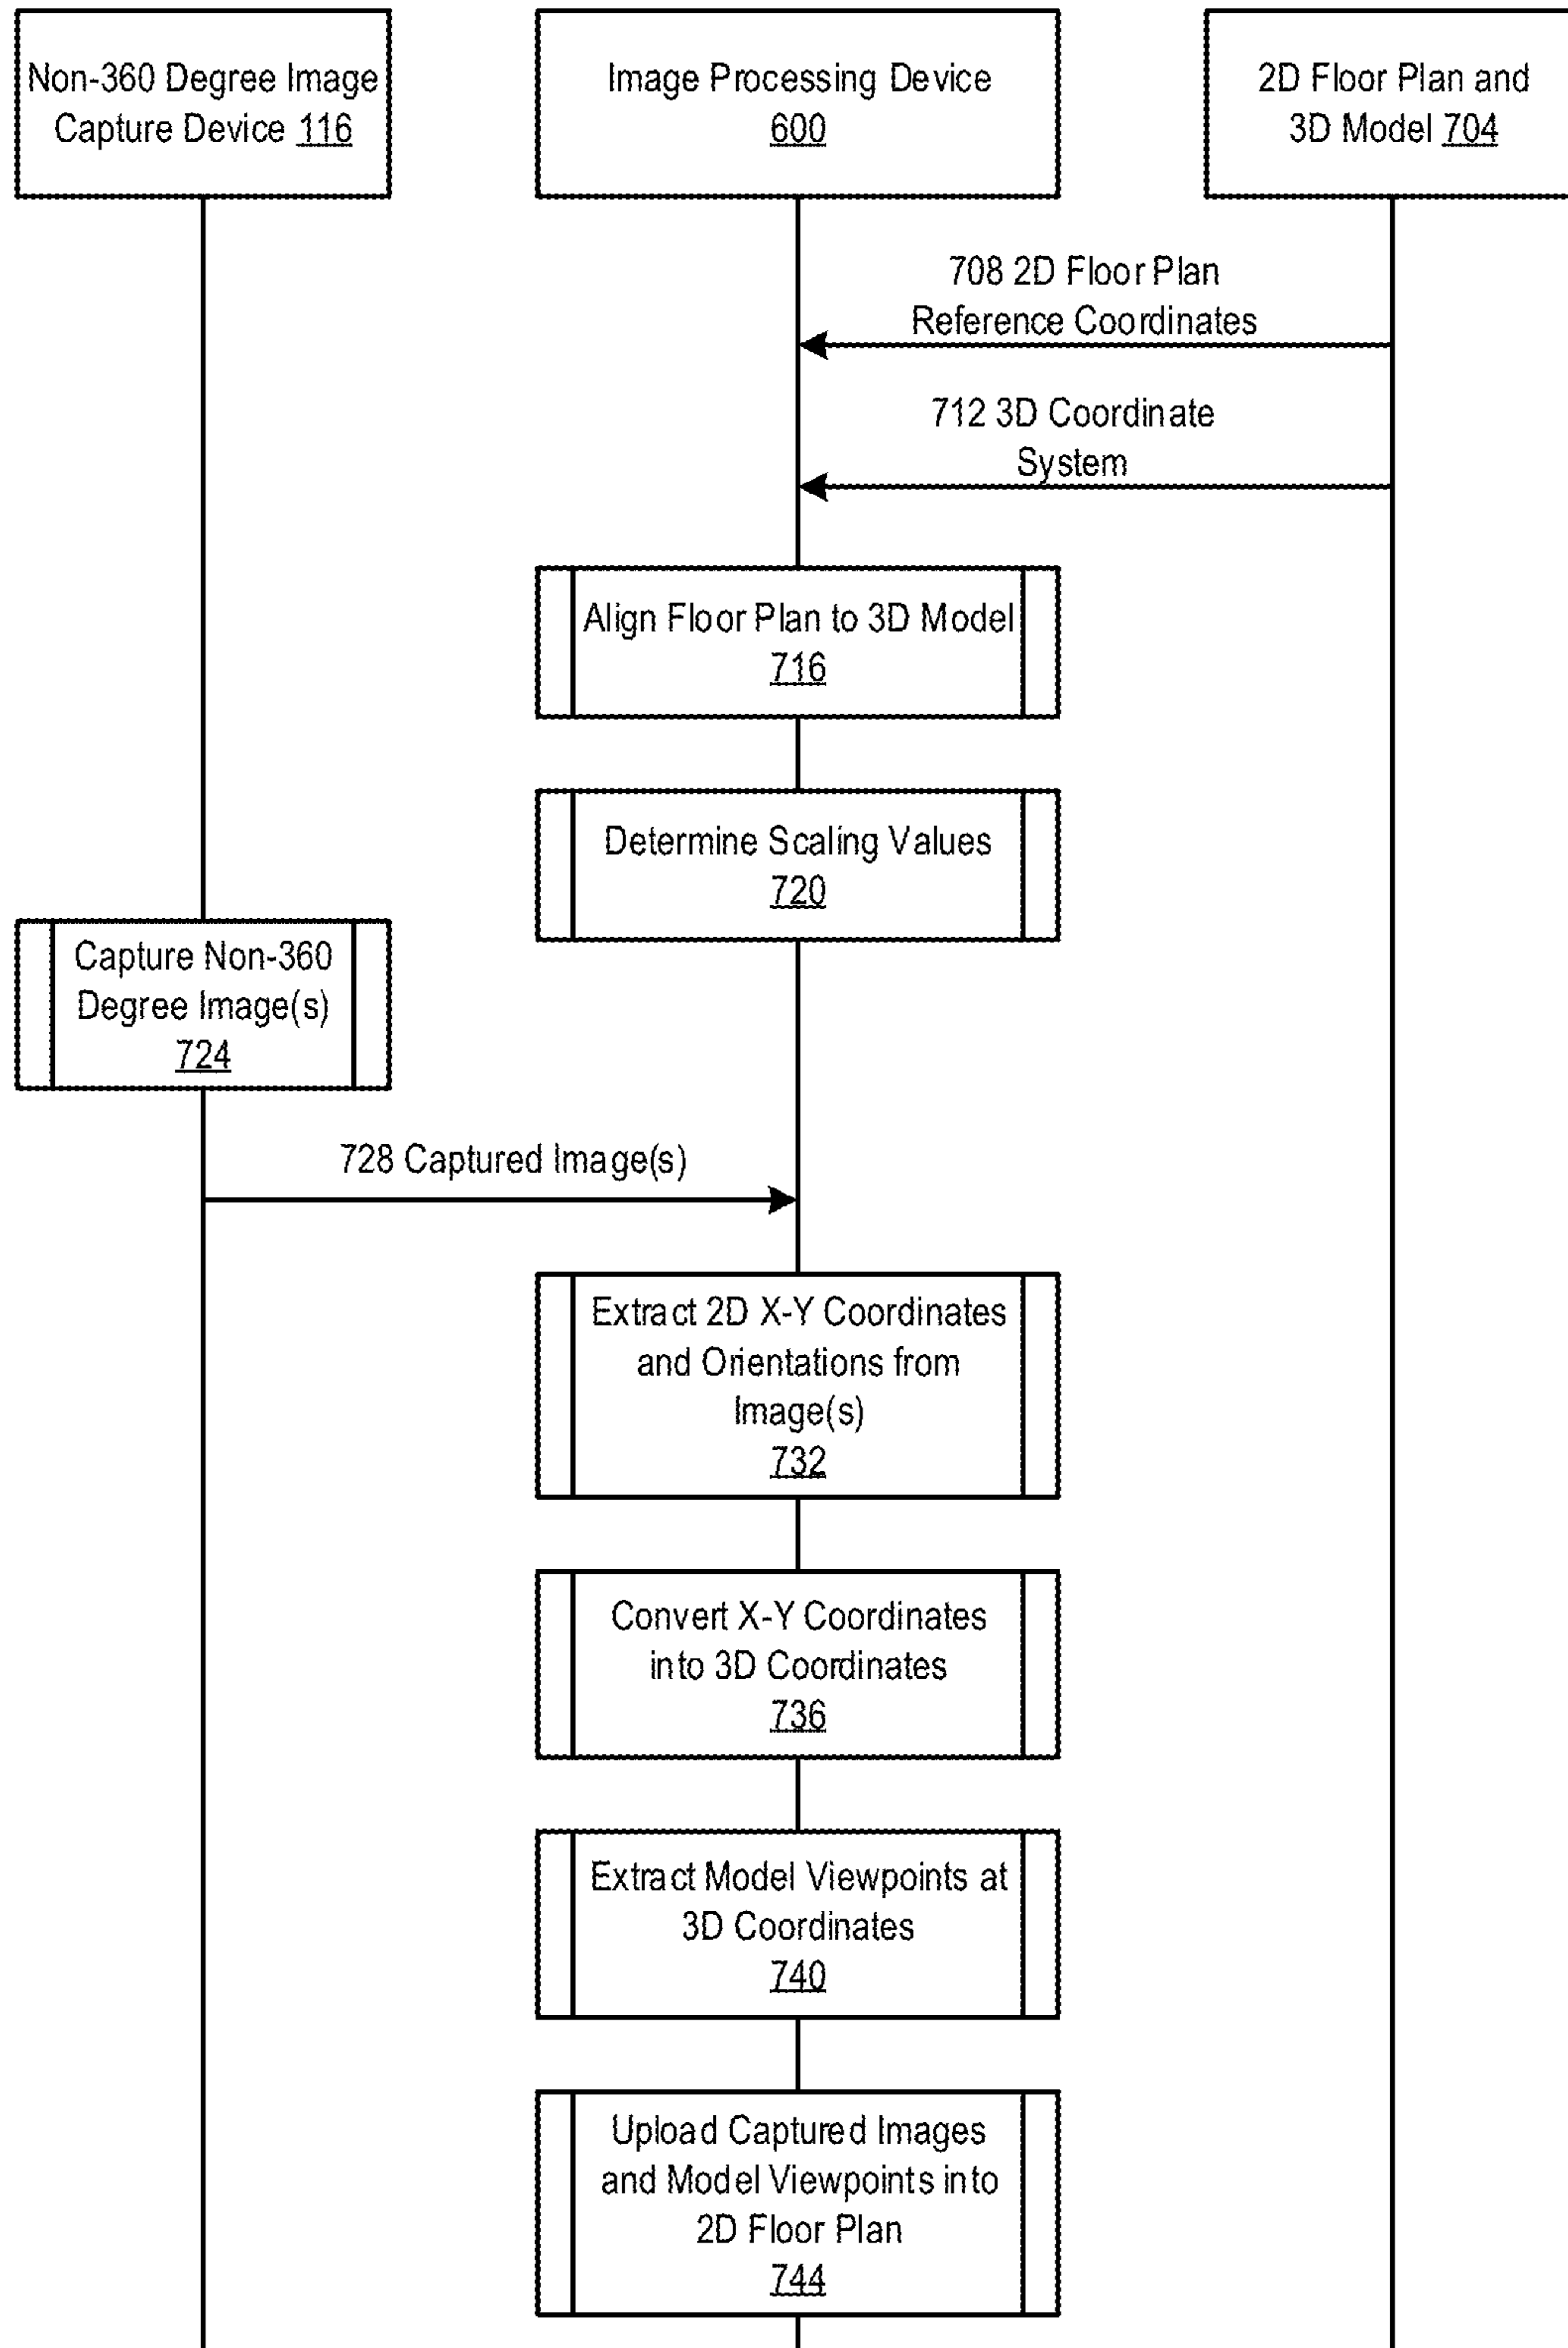 Non-360 Degree Image
Capture Device 116
Image Processing Device
600
2D Floor Plan and
3D Model 704
708 2D Floor Plan
Reference Coordinates
712 3D Coordinate
System
Align Floor Plan to 3D Model
716
Determine Scaling Values
720
Capture Non-360
Degree Image(s)
724
728 Captured Image(s)
Extract 2D X-Y Coordinates
and Orientations from
Image(s)
732
Convert X-Y Coordinates
into 3D Coordinates
736
Extract Model Viewpoints at
3D Coordinates
740
Upload Captured Images
and Model Viewpoints into
2D Floor Plan
744